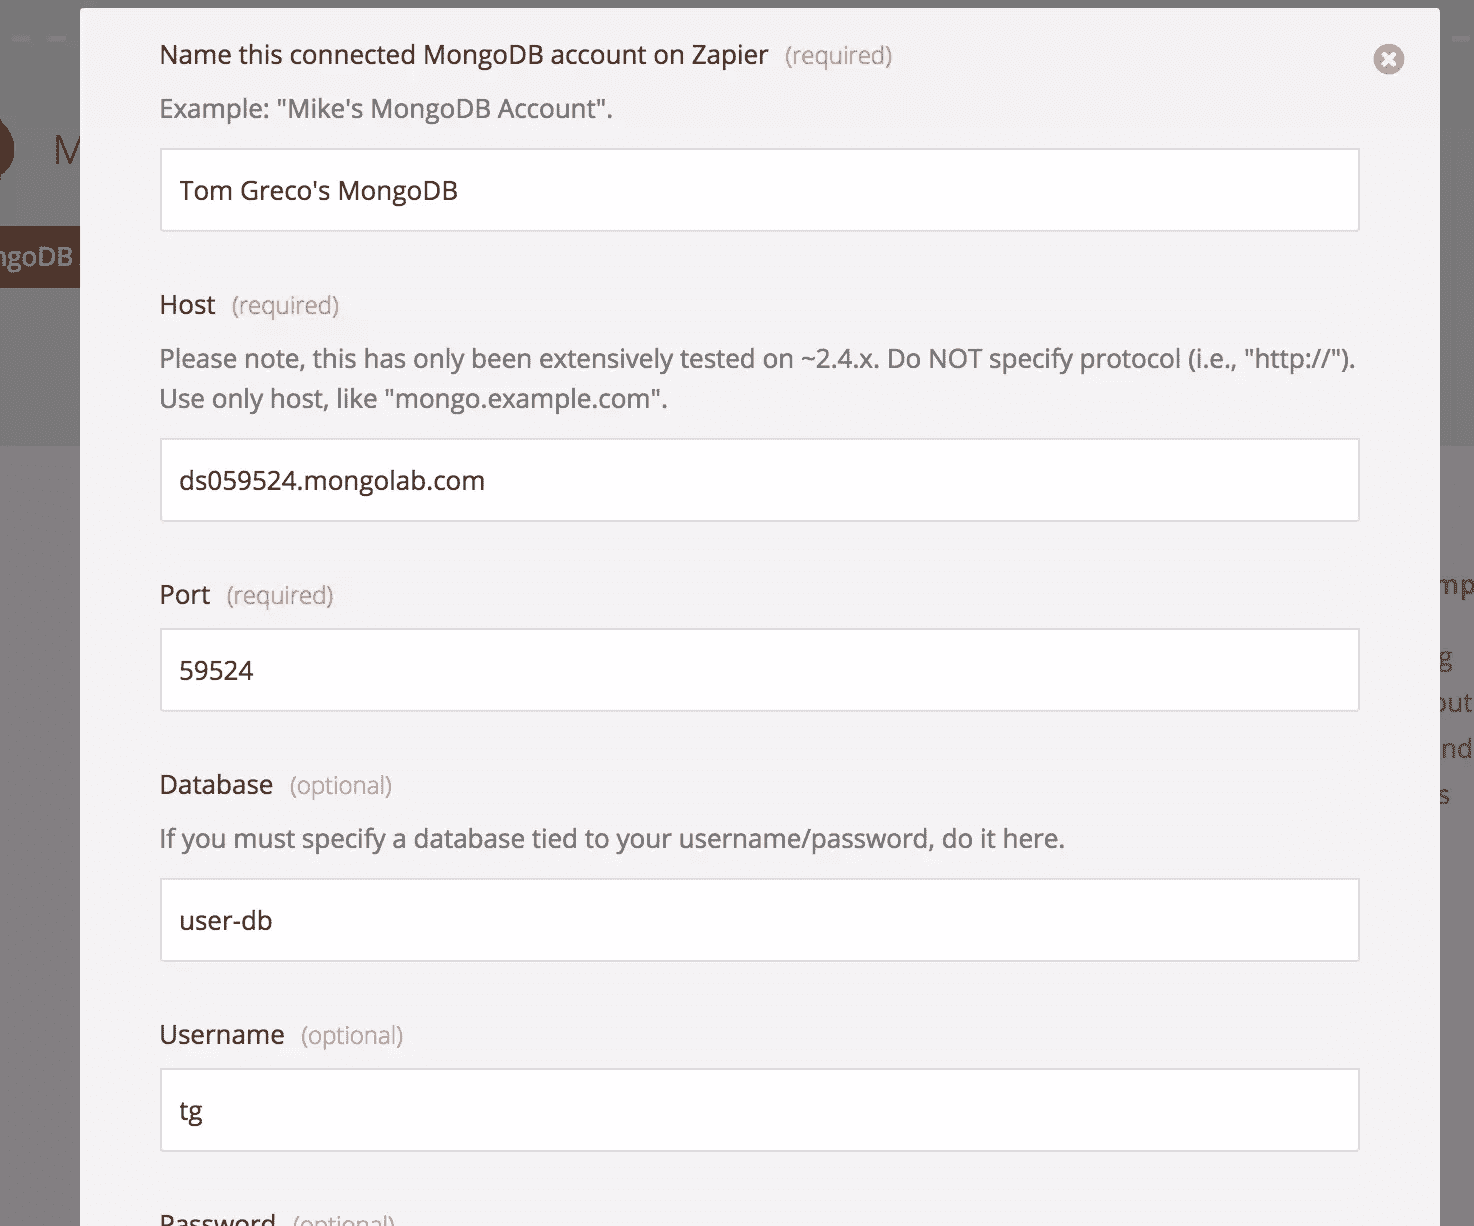 Name this connected MongoDB account on Zapier (required)
Example: "Mike's MongoDB Account".
Tom Greco's MongoDB
ngoDB
Host (required)
Please note, this has only been extensively tested on ~2.4.x. Do NOT specify protocol (i.e., "http://").
Use only host, like "mongo.example.com".
ds059524.mongolab.com
Port (required)
59524
Database (optional)
If you must specify a database tied to your username/password, do it here.
user-db
Username (optional)
tg
Password (optional)